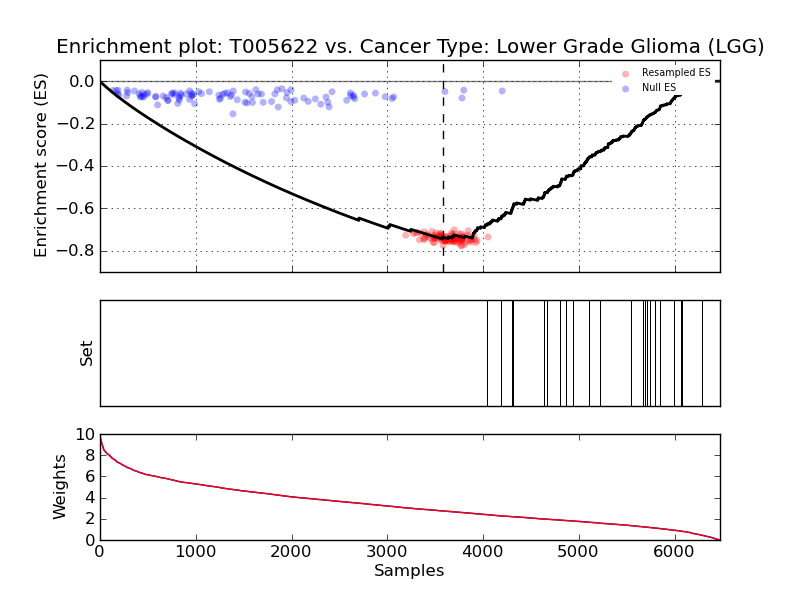 Enrichment plot: T005622 vs. Cancer Type: Lower Grade Glioma (LGG)
Enrichment score (ES)
0.0
−0.2
−0.4
−0.6
−0.8
Resampled ES
Null ES
Set
Weights
10
8
6
4
2
0
0 1000 2000 3000 4000 5000 6000
Samples